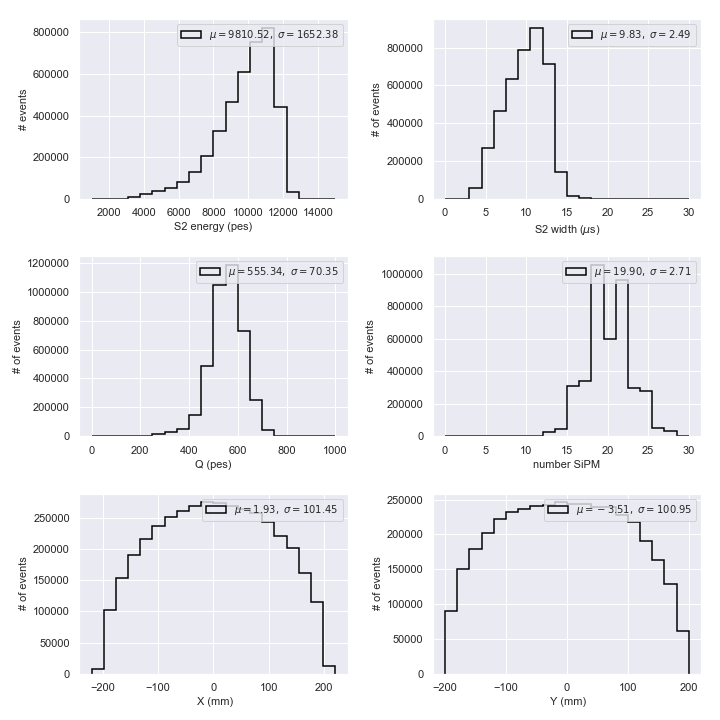 μ = 9810.52, σ = 1652.38
# events
800000
600000
400000
200000
0
2000 4000 6000 8000 10000 12000 14000
S2 energy (pes)
μ = 9.83, σ = 2.49
# of events
800000
600000
400000
200000
0
0 5 10 15 20 25 30
S2 width (μs)
μ = 555.34, σ = 70.35
# of events
1200000
1000000
800000
600000
400000
200000
0
0 200 400 600 800 1000
Q (pes)
μ = 19.90, σ = 2.71
# of events
1000000
800000
600000
400000
200000
0
0 5 10 15 20 25 30
number SiPM
μ = 1.93, σ = 101.45
# of events
250000
200000
150000
100000
50000
0
−200 −100 0 100 200
X (mm)
μ = −3.51, σ = 100.95
# of events
250000
200000
150000
100000
50000
0
−200 −100 0 100 200
Y (mm)